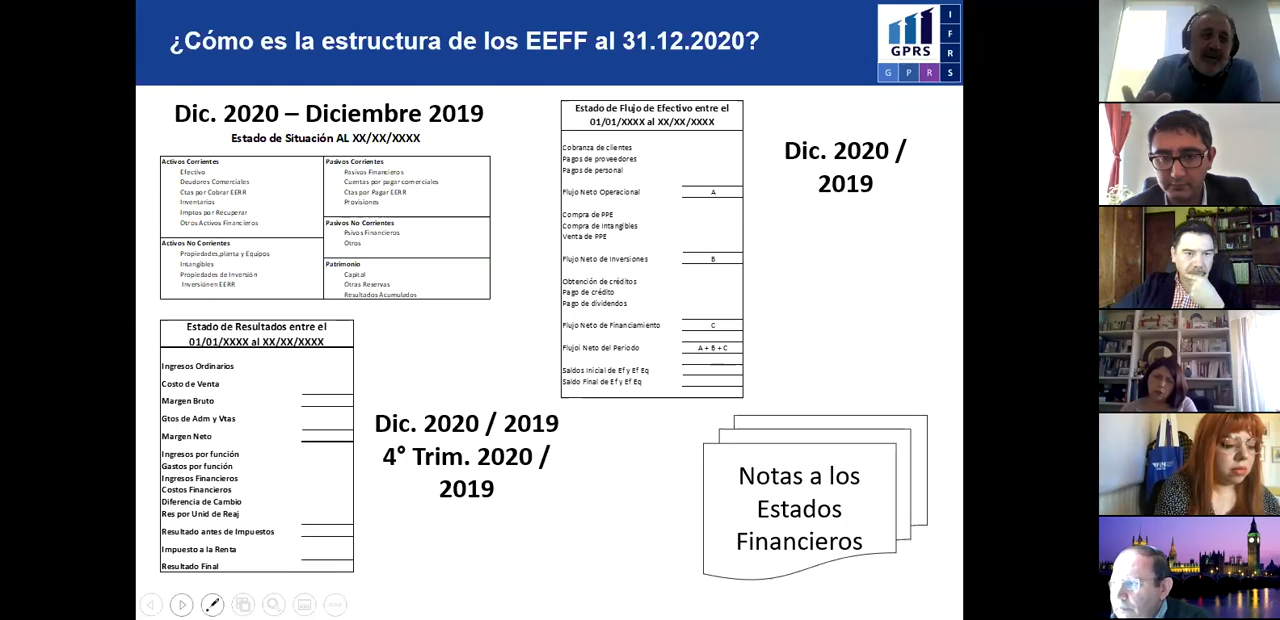 ¿Cómo es la estructura de los EEFF al 31.12.2020?
GPRS
I
F
R
G P R S
Dic. 2020 – Diciembre 2019
Estado de Situación AL XX/XX/XXXX
Activos Corrientes
Efectivo
Deudores Comerciales
Ctas por Cobrar EERR
Inventarios
Imptos por Recuperar
Otros Activos Financieros
Activos No Corrientes
Propiedades,planta y Equipos
Intangibles
Propiedades de Inversión
Inversión en EERR
Pasivos Corrientes
Pasivos Financieros
Cuentas por pagar comerciales
Ctas por Pagar EERR
Provisiones
Pasivos No Corrientes
Psivos Financieros
Otros
Patrimonio
Capital
Otras Reservas
Resultados Acumulados
Estado de Resultados entre el
01/01/XXXX al XX/XX/XXXX
Ingresos Ordinarios
Costo de Venta
Margen Bruto
Gtos de Adm y Vtas
Margen Neto
Ingresos por función
Gastos por función
Ingresos Financieros
Costos Financieros
Diferencia de Cambio
Res por Unid de Reaj
Resultado antes de Impuestos
Impuesto a la Renta
Resultado Final
Dic. 2020 / 2019
4° Trim. 2020 /
2019
Estado de Flujo de Efectivo entre el
01/01/XXXX al XX/XX/XXXX
Cobranza de clientes
Pagos de proveedores
Pagos de personal
Flujo Neto Operacional A
Compra de PPE
Compra de Intangibles
Venta de PPE
Flujo Neto de Inversiones B
Obtención de créditos
Pago de crédito
Pago de dividendos
Flujo Neto de Financiamiento C
Flujoi Neto del Periodo A + B + C
Saldos Inicial de Ef y Ef Eq
Saldo Final de Ef y Ef Eq
Dic. 2020 /
2019
Notas a los
Estados
Financieros